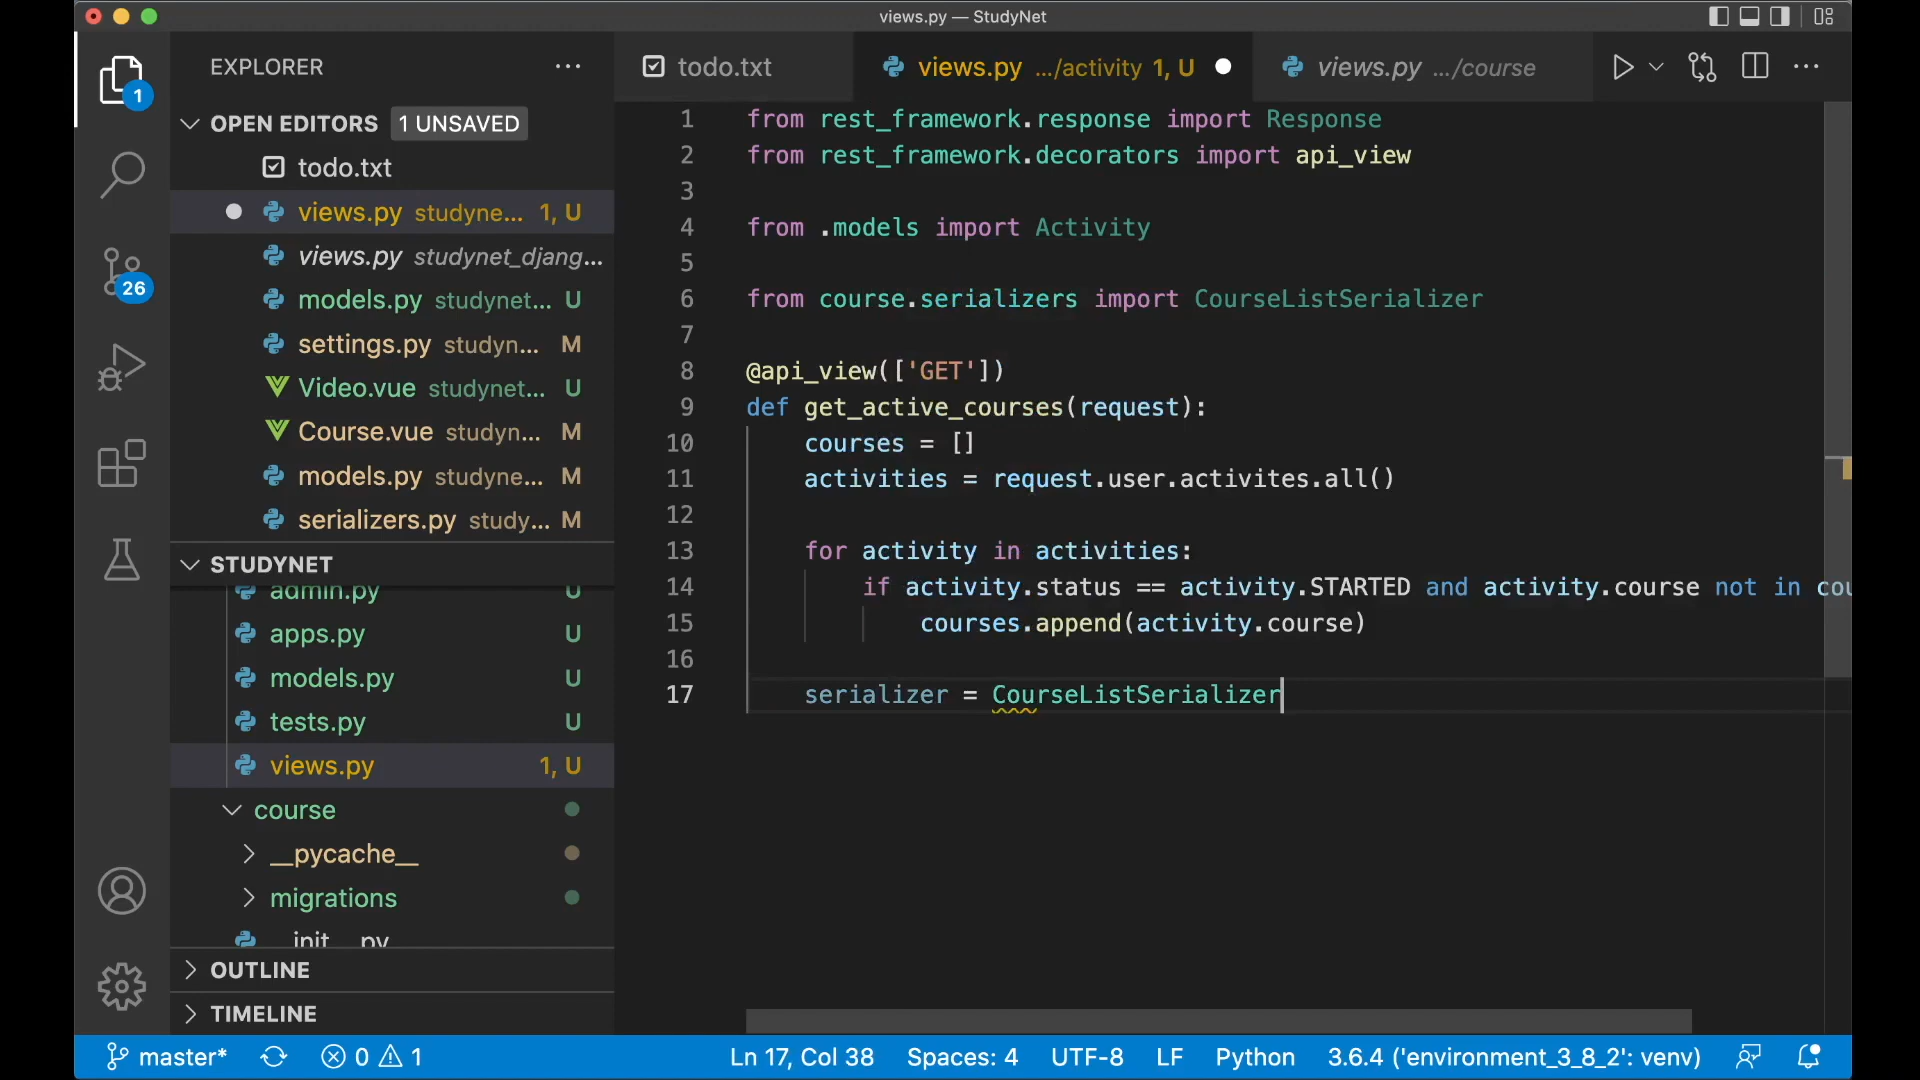 views.py — StudyNet
EXPLORER
1
OPEN EDITORS 1 UNSAVED
todo.txt
views.py studyne... 1, U
views.py studynet_djang...
models.py studynet... U
settings.py studyn... M
Video.vue studynet... U
Course.vue studyn... M
models.py studyne... M
serializers.py study... M
26
STUDYNET
admin.py U
apps.py U
models.py U
tests.py U
views.py 1, U
course
__pycache__
migrations
__init__.py
OUTLINE
TIMELINE
todo.txt views.py .../activity 1, U views.py .../course
1 from rest_framework.response import Response
2 from rest_framework.decorators import api_view
3
4 from .models import Activity
5
6 from course.serializers import CourseListSerializer
7
8 @api_view(['GET'])
9 def get_active_courses(request):
10 courses = []
11 activities = request.user.activites.all()
12
13 for activity in activities:
14 if activity.status == activity.STARTED and activity.course not in cou
15 courses.append(activity.course)
16
17 serializer = CourseListSerializer
master* 0 1 Ln 17, Col 38 Spaces: 4 UTF-8 LF Python 3.6.4 ('environment_3_8_2': venv)